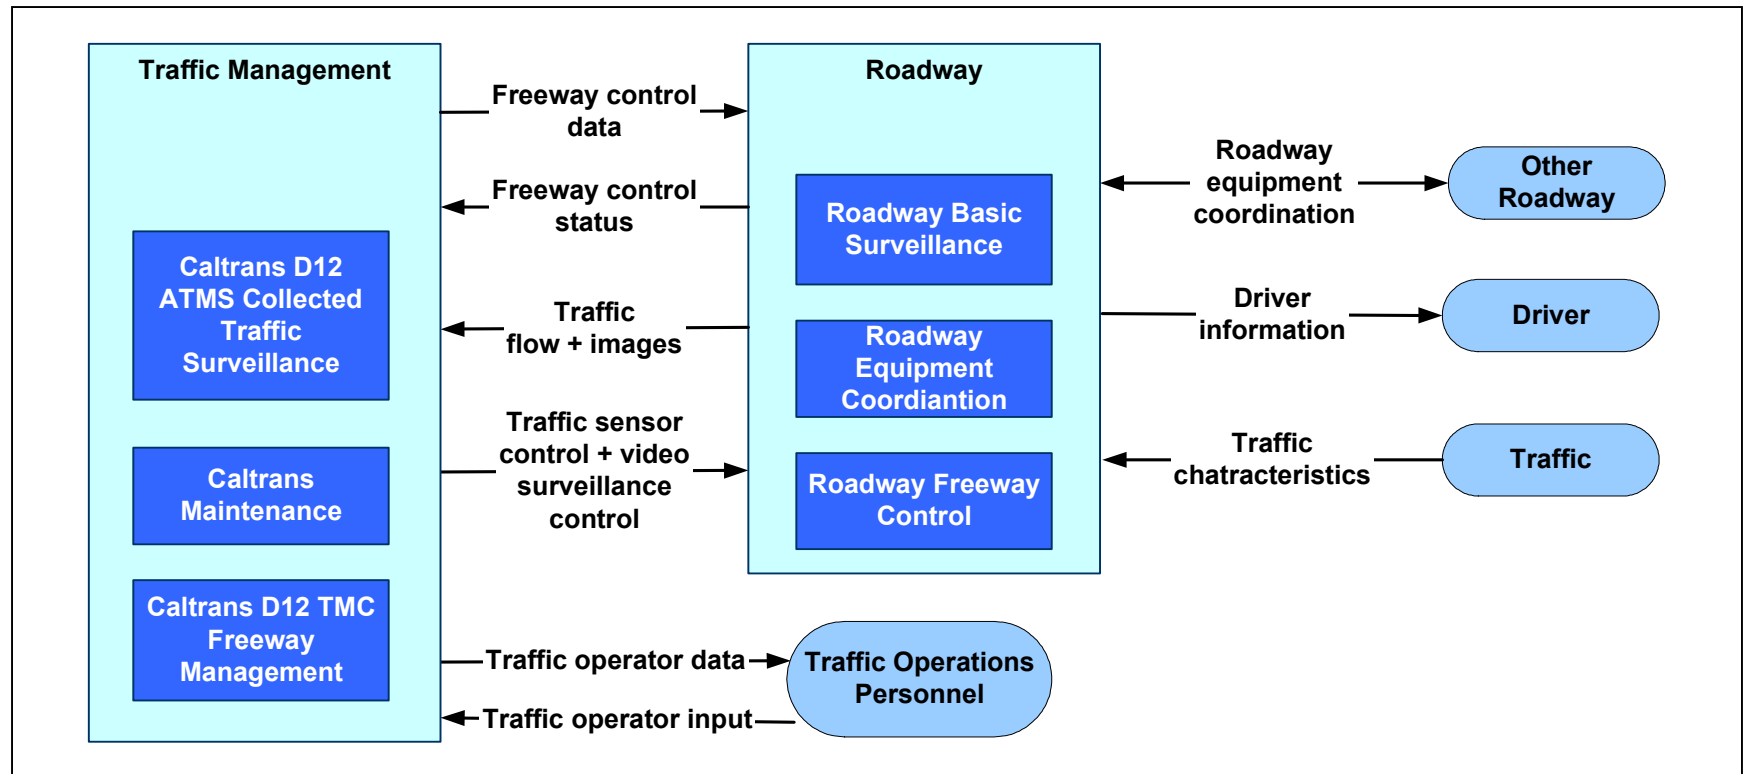 Traffic Management
Caltrans D12
ATMS Collected
Traffic
Surveillance
Caltrans
Maintenance
Caltrans D12 TMC
Freeway
Management
Freeway control
data
Freeway control
status
Traffic
flow + images
Traffic sensor
control + video
surveillance
control
Traffic operator data
Traffic operator input
Roadway
Roadway Basic
Surveillance
Roadway
Equipment
Coordiantion
Roadway Freeway
Control
Traffic Operations
Personnel
Roadway
equipment
coordination
Driver
information
Traffic
chatracteristics
Other
Roadway
Driver
Traffic